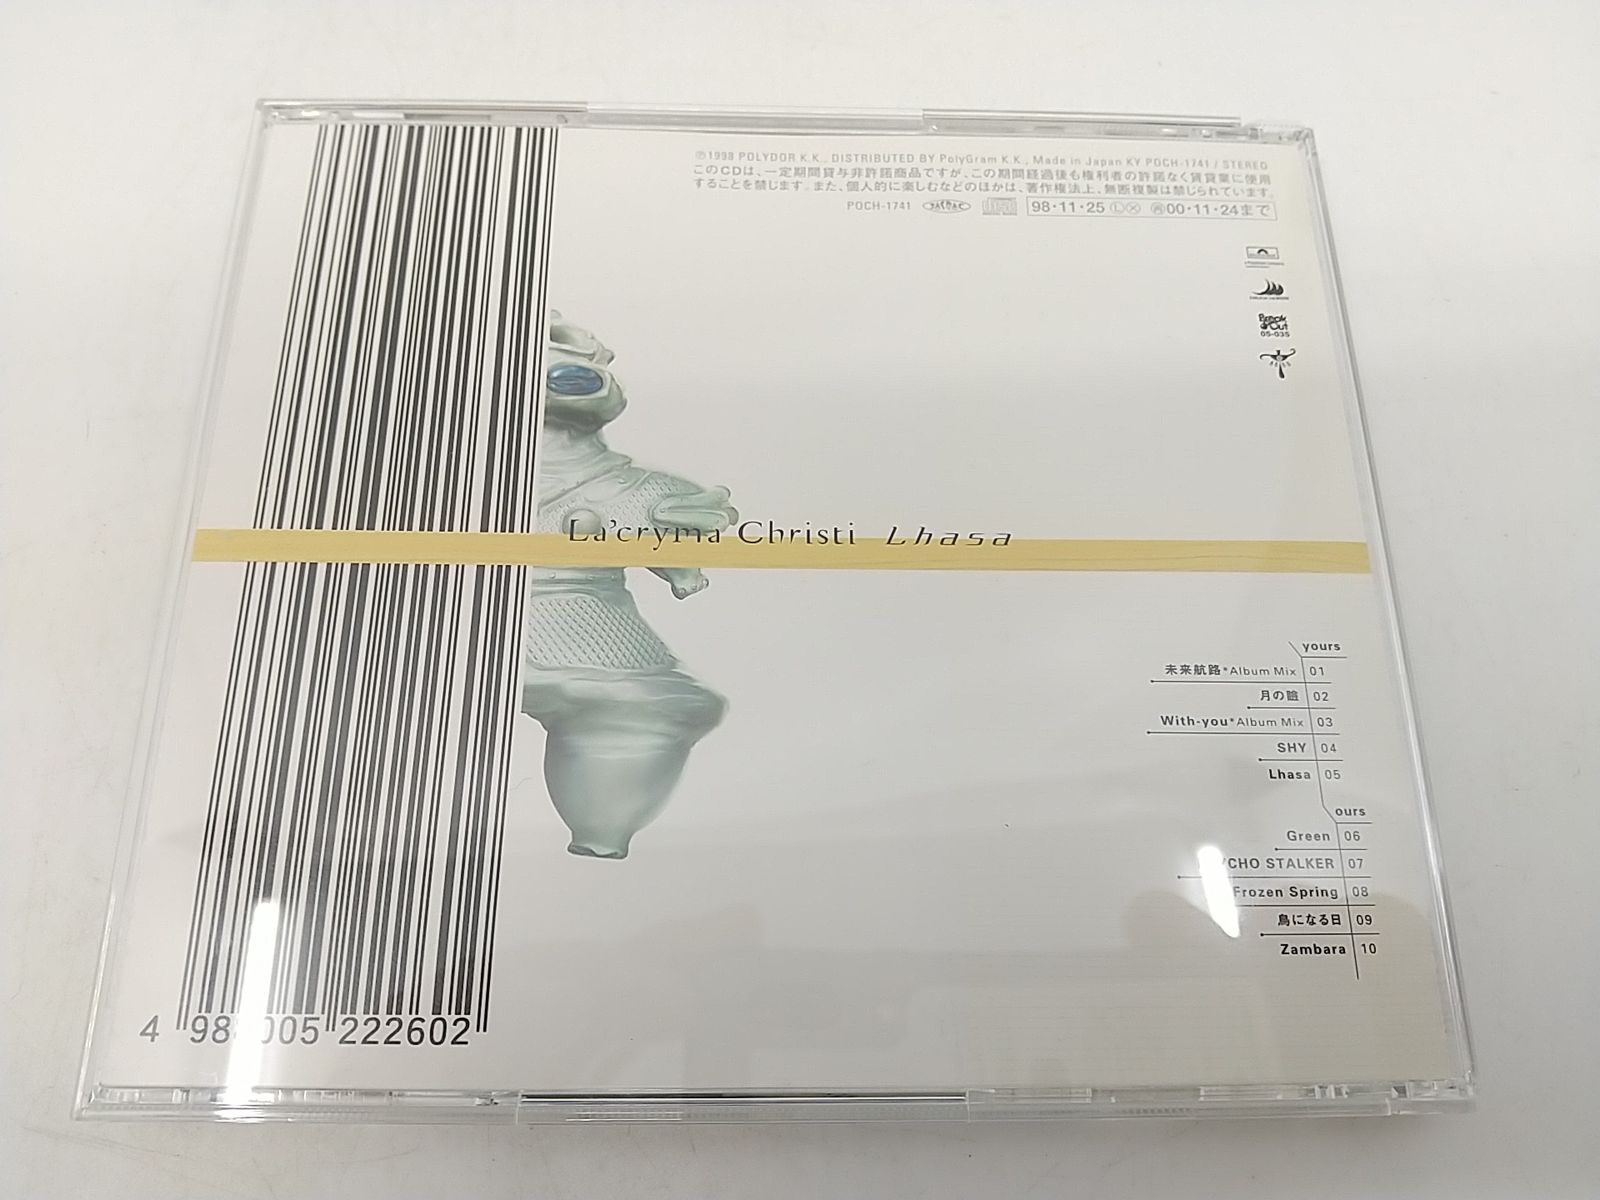 ℗1998 POLYDOR K.K., DISTRIBUTED BY PolyGram K.K., Made in Japan KY POCH-1741 / STEREO
このCDは、一定期間貸与非許諾商品ですが、この期間経過後も権利者の許諾なく賃貸業に使用
することを禁じます。また、個人的に楽しむなどのほかは、著作権法上、無断複製は禁じられています。
POCH-1741 98・11・25 Ⓛ Ⓧ 再00・11・24まで
Break Out
05-035
La'cryma Christi Lhasa
yours
未来航路*Album Mix 01
月の瞼 02
With-you*Album Mix 03
SHY 04
Lhasa 05
ours
Green 06
STALKER 07
Frozen Spring 08
鳥になる日 09
Zambara 10
4 222602